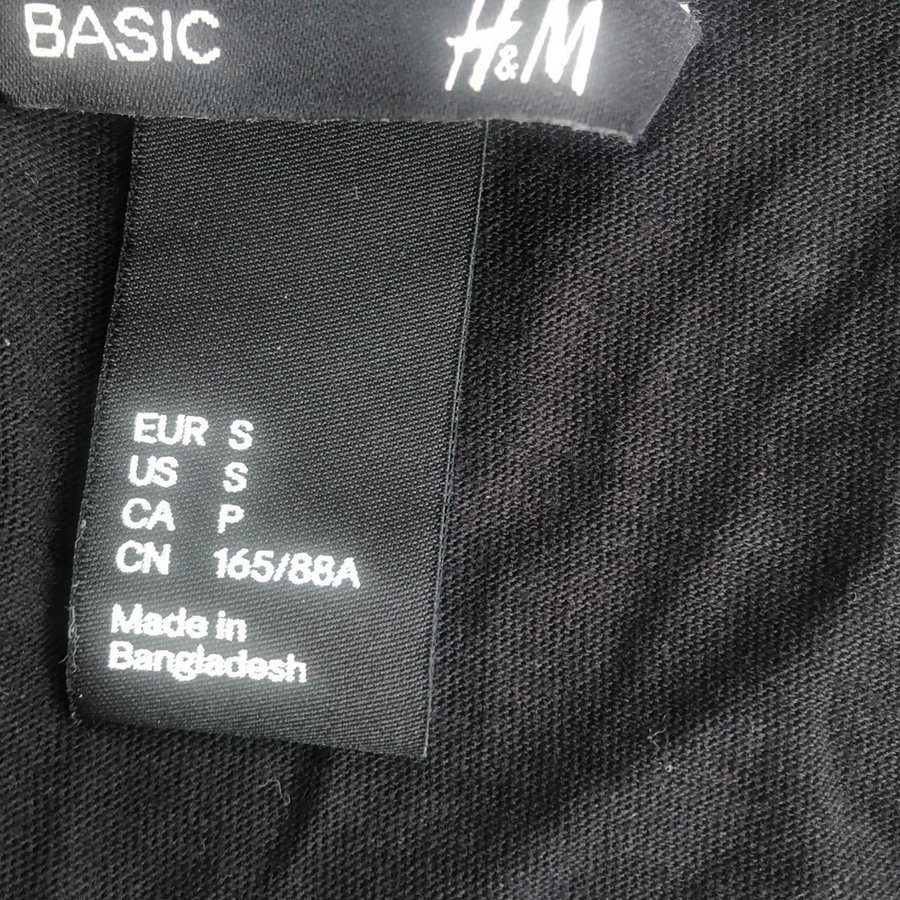 BASIC H&M
EUR S
US S
CA P
CN 165/88A
Made in
Bangladesh